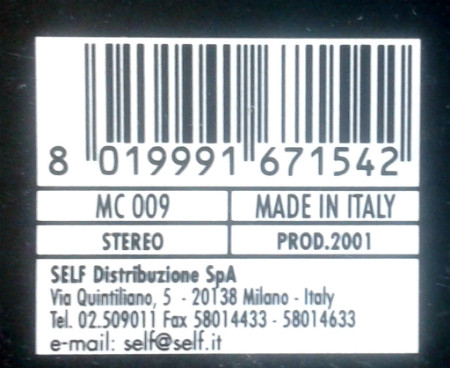 8 019991 671542
MC 009 MADE IN ITALY
STEREO PROD.2001
SELF Distribuzione SpA
Via Quintiliano, 5 - 20138 Milano - Italy
Tel. 02.509011 Fax 58014433 - 58014633
e-mail: self@self.it